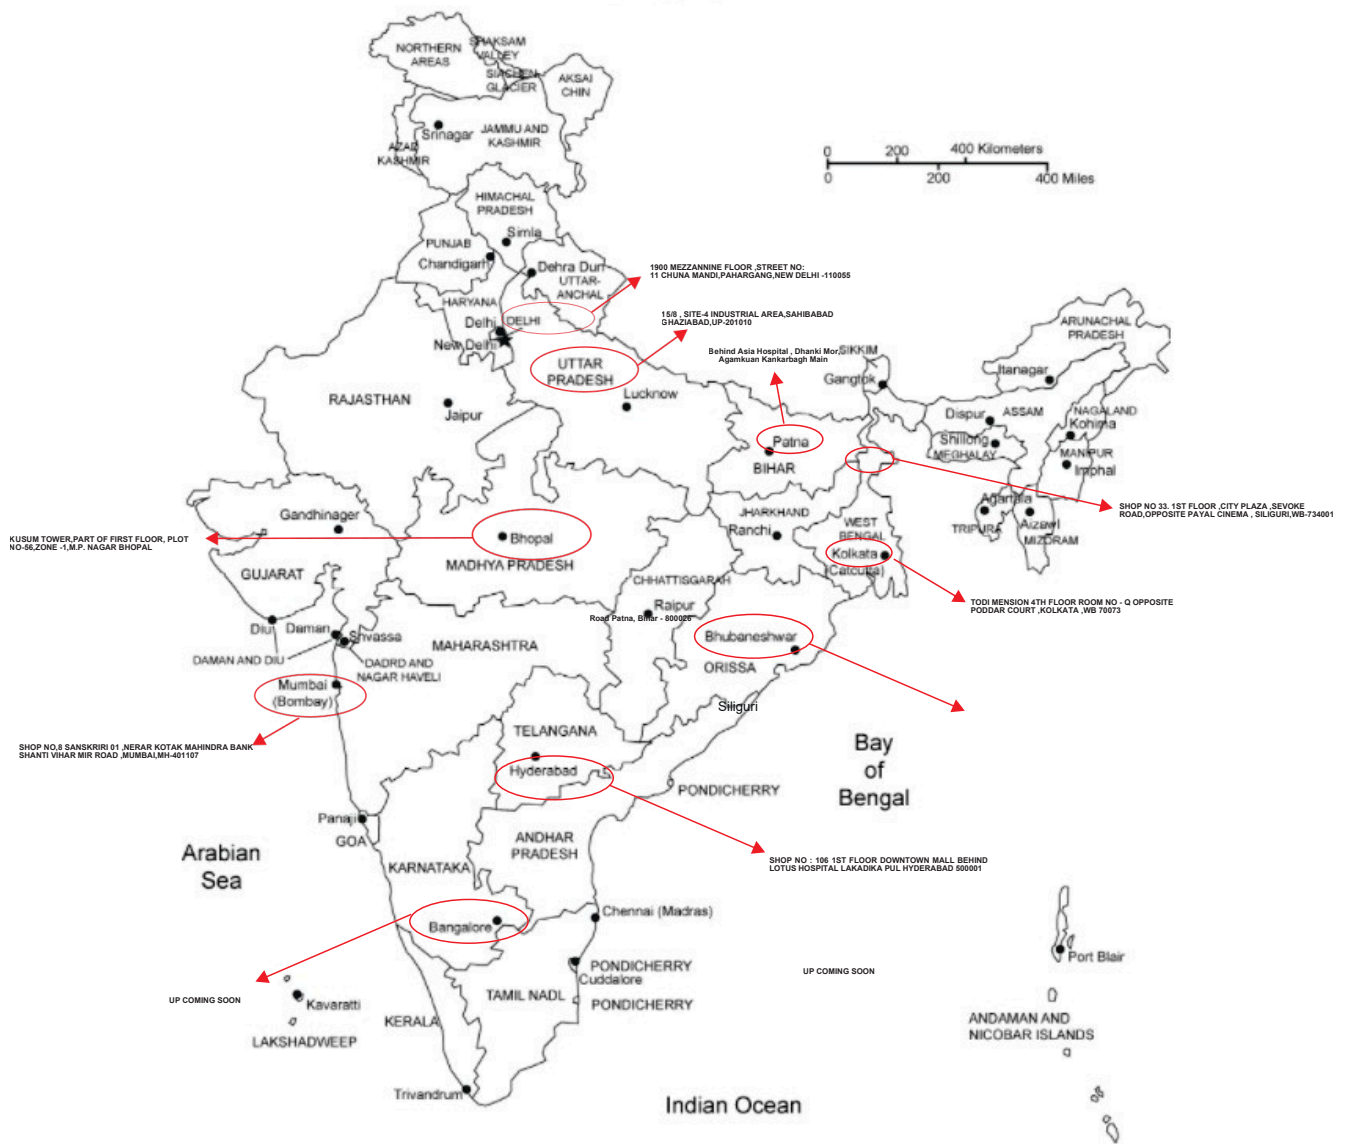 NORTHERN
AREAS
SHAKSAM
VALLEY
SIACHEN
GLACIER
AKSAI
CHIN
Srinagar
JAMMU AND
KASHMIR
AZAD
KASHMIR
0 200 400 Kilometers
0 200 400 Miles
HIMACHAL
PRADESH
Simla
PUNJAB
Chandigarh
Dehra Dun
UTTAR-
ANCHAL
1900 MEZZANNINE FLOOR ,STREET NO:
11 CHUNA MANDI,PAHARGANG,NEW DELHI -110055
HARYANA
Delhi
DELHI
New Delhi
15/8 , SITE-4 INDUSTRIAL AREA,SAHIBABAD
GHAZIABAD,UP-201010
ARUNACHAL
PRADESH
Behind Asia Hospital , Dhanki Mor,
Agamkuan Kankarbagh Main
SIKKIM
Gangtok
Itanagar
UTTAR
PRADESH
Lucknow
RAJASTHAN
Jaipur
Dispur
ASSAM
NAGALAND
Kohima
Shillong
MEGHALAY
MANIPUR
Imphal
Patna
BIHAR
Agartala
TRIPURA
Aizawl
MIZORAM
SHOP NO 33. 1ST FLOOR ,CITY PLAZA ,SEVOKE
ROAD,OPPOSITE PAYAL CINEMA , SILIGURI,WB-734001
Gandhinager
JHARKHAND
Ranchi
WEST
BENGAL
Kolkata
(Catcutta)
KUSUM TOWER,PART OF FIRST FLOOR, PLOT
NO-56,ZONE -1,M.P. NAGAR BHOPAL
Bhopal
MADHYA PRADESH
GUJARAT
CHHATTISGARAH
Raipur
Road Patna, Bihar - 800026
TODI MENSION 4TH FLOOR ROOM NO - Q OPPOSITE
PODDAR COURT ,KOLKATA ,WB 70073
Diu
Daman
Shvassa
DAMAN AND DIU
DADRD AND
NAGAR HAVELI
MAHARASHTRA
Bhubaneshwar
ORISSA
Mumbai
(Bombay)
Siliguri
SHOP NO,8 SANSKRIRI 01 ,NERAR KOTAK MAHINDRA BANK
SHANTI VIHAR MIR ROAD ,MUMBAI,MH-401107
TELANGANA
Hyderabad
Bay
of
Bengal
PONDICHERRY
Panaji
GOA
ANDHAR
PRADESH
Arabian
Sea
KARNATAKA
SHOP NO : 106 1ST FLOOR DOWNTOWN MALL BEHIND
LOTUS HOSPITAL LAKADIKA PUL HYDERABAD 500001
Bangalore
Chennai (Madras)
Port Blair
PONDICHERRY
Cuddalore
UP COMING SOON
UP COMING SOON
TAMIL NADL
PONDICHERRY
Kavaratti
KERALA
LAKSHADWEEP
ANDAMAN AND
NICOBAR ISLANDS
Trivandrum
Indian Ocean